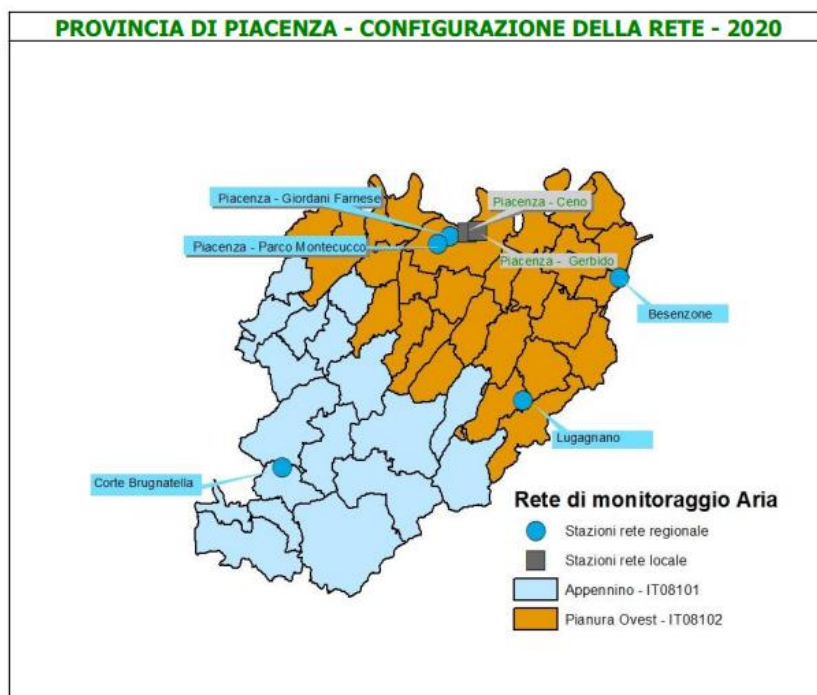 PROVINCIA DI PIACENZA - CONFIGURAZIONE DELLA RETE - 2020
Piacenza - Giordani Farnese
Piacenza - Ceno
Piacenza - Parco Montecucco
Piacenza - Gerbido
Besenzone
Lugagnano
Corte Brugnatella
Rete di monitoraggio Aria
Stazioni rete regionale
Stazioni rete locale
Appennino - IT08101
Pianura Ovest - IT08102